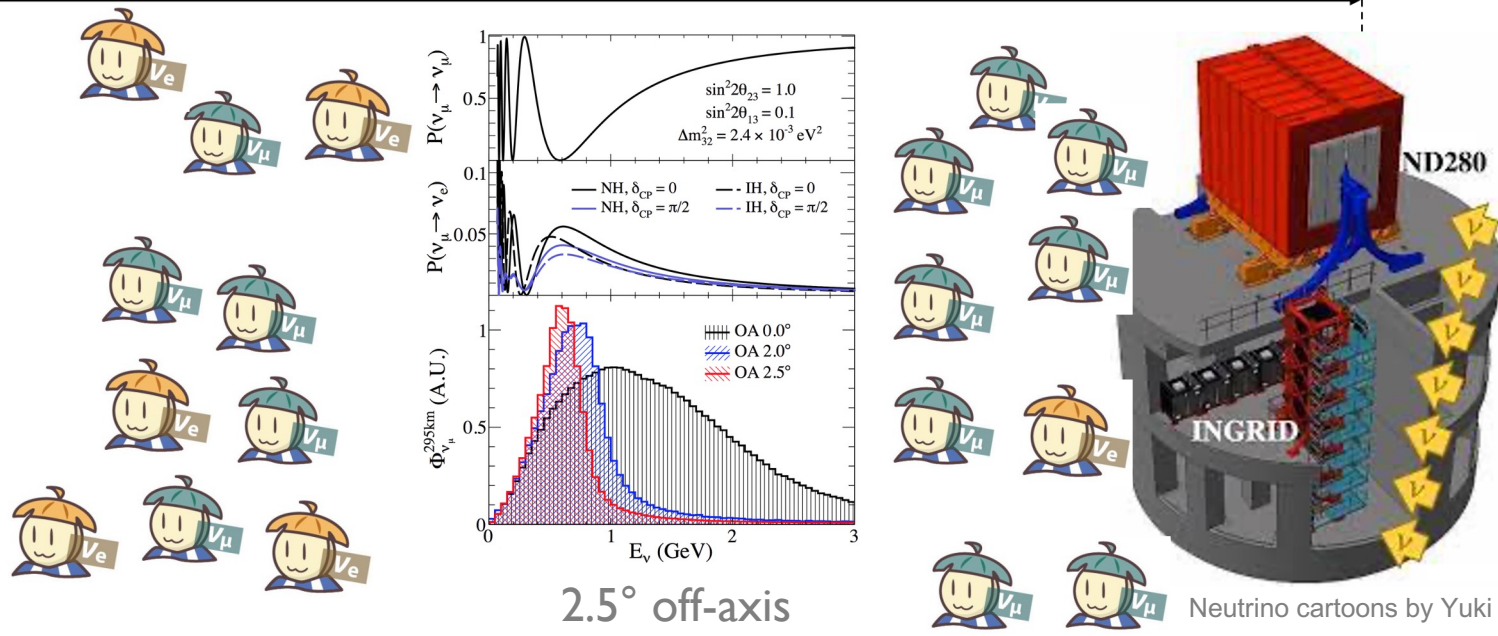 νe
νμ
νe
νμ
νμ
νe
νμ
νe
νμ
νe
P(νμ → νμ)
1
0.5
sin²2θ₂₃ = 1.0
sin²2θ₁₃ = 0.1
Δm²₃₂ = 2.4 × 10⁻³ eV²
P(νμ → νe)
0.1
0.05
NH, δCP = 0
IH, δCP = 0
NH, δCP = π/2
IH, δCP = π/2
Φνμ²⁹⁵ᵏᵐ (A.U.)
1
0.5
0
OA 0.0°
OA 2.0°
OA 2.5°
0 1 2 3
Eν (GeV)
2.5° off-axis
νμ
νμ
νμ
νμ
νμ
νe
νμ
νμ
νμ
ND280
INGRID
ν
ν
ν
ν
ν
ν
ν
Neutrino cartoons by Yuki